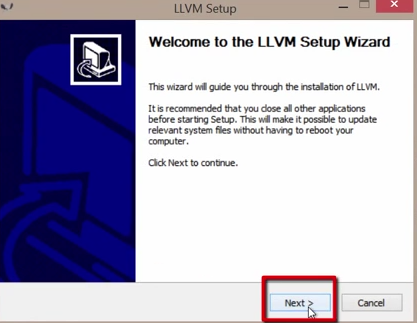 LLVM Setup
Welcome to the LLVM Setup Wizard
This wizard will guide you through the installation of LLVM.
It is recommended that you close all other applications
before starting Setup. This will make it possible to update
relevant system files without having to reboot your
computer.
Click Next to continue.
Next >
Cancel